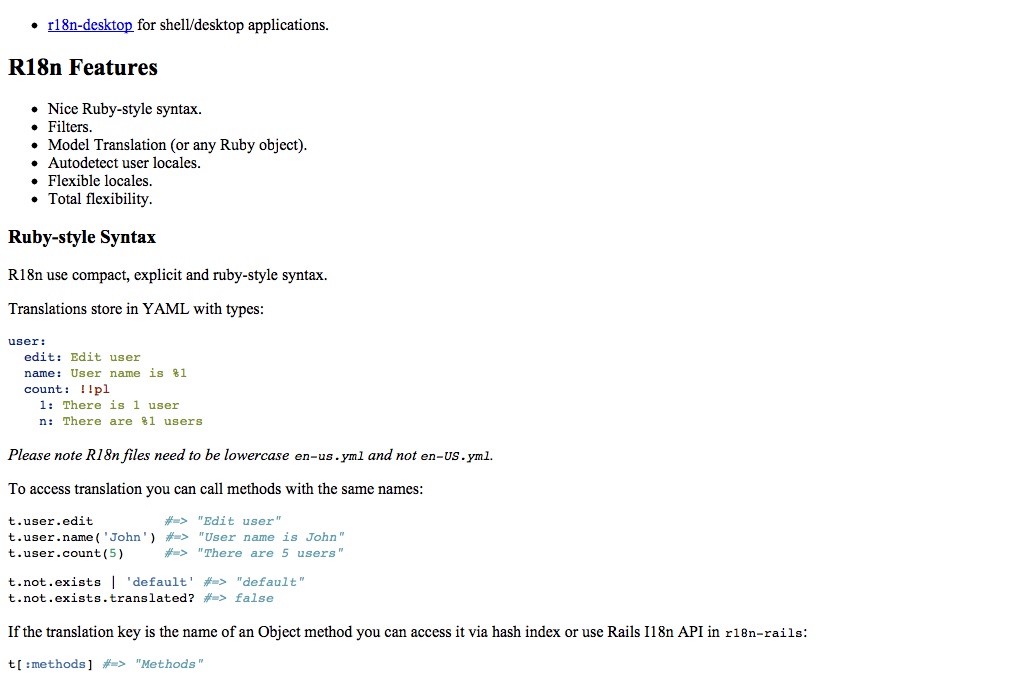 r18n-desktop for shell/desktop applications.
R18n Features
Nice Ruby-style syntax.
Filters.
Model Translation (or any Ruby object).
Autodetect user locales.
Flexible locales.
Total flexibility.
Ruby-style Syntax
R18n use compact, explicit and ruby-style syntax.
Translations store in YAML with types:
user:
  edit: Edit user
  name: User name is %1
  count: !!pl
    1: There is 1 user
    n: There are %1 users
Please note R18n files need to be lowercase en-us.yml and not en-US.yml.
To access translation you can call methods with the same names:
t.user.edit         #=> "Edit user"
t.user.name('John') #=> "User name is John"
t.user.count(5)     #=> "There are 5 users"
t.not.exists | 'default' #=> "default"
t.not.exists.translated? #=> false
If the translation key is the name of an Object method you can access it via hash index or use Rails I18n API in r18n-rails:
t[:methods] #=> "Methods"